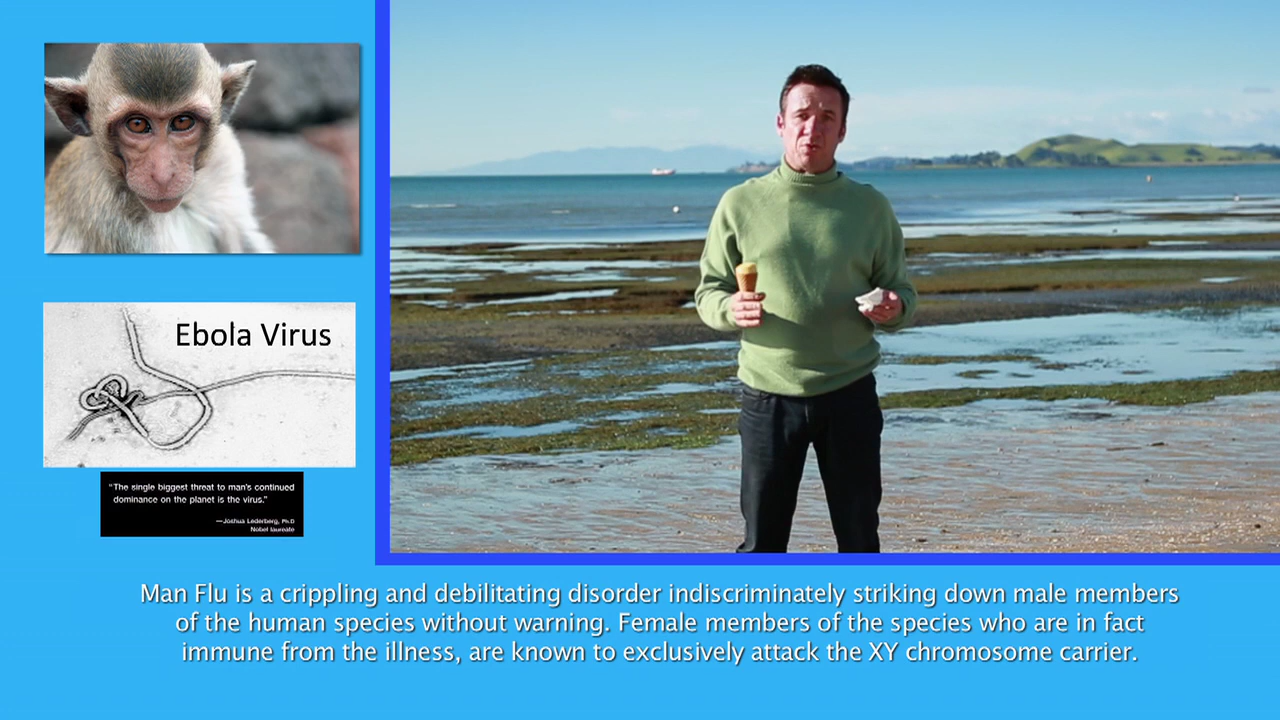 Ebola Virus
“The single biggest threat to man's continued
dominance on the planet is the virus.”
—Joshua Lederberg, Ph.D
Nobel laureate
Man Flu is a crippling and debilitating disorder indiscriminately striking down male members
of the human species without warning. Female members of the species who are in fact
immune from the illness, are known to exclusively attack the XY chromosome carrier.